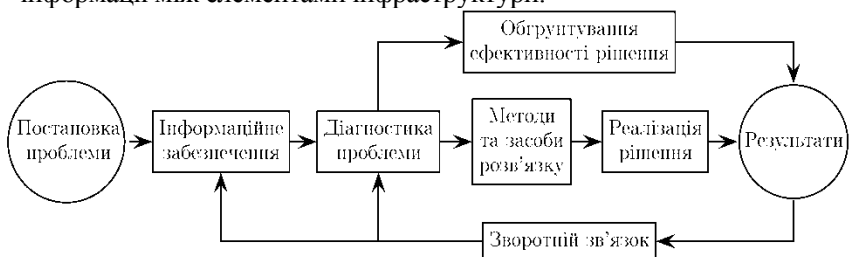 інформації між елементами інфраструктури.
Обґрунтування
ефективності рішення
Постановка
проблеми
Інформаційне
забезпечення
Діагностика
проблеми
Методи
та засоби
розв'язку
Реалізація
рішення
Результати
Зворотній зв'язок